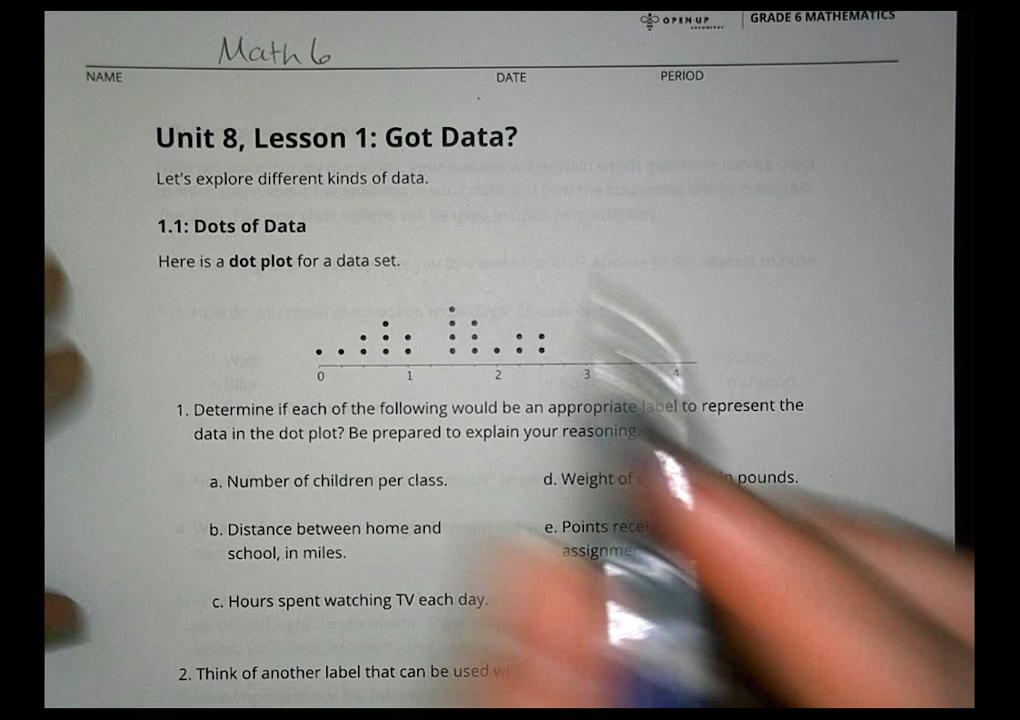 OPEN UP
GRADE 6 MATHEMATICS
Math 6
NAME DATE PERIOD
Unit 8, Lesson 1: Got Data?
Let's explore different kinds of data.
1.1: Dots of Data
Here is a dot plot for a data set.
0 1 2 3 4
1. Determine if each of the following would be an appropriate label to represent the
data in the dot plot? Be prepared to explain your reasoning.
a. Number of children per class.
b. Distance between home and
school, in miles.
c. Hours spent watching TV each day.
d. Weight of pounds.
e. Points
2. Think of another label that can be used